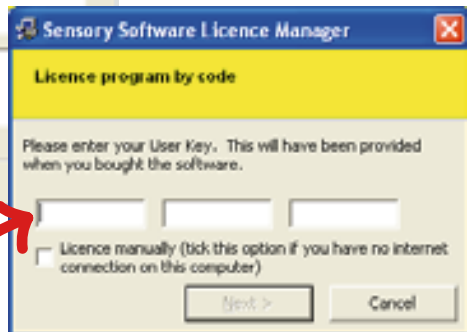 Sensory Software Licence Manager
Licence program by code
Please enter your User Key. This will have been provided
when you bought the software.
Licence manually (tick this option if you have no internet
connection on this computer)
Next >
Cancel